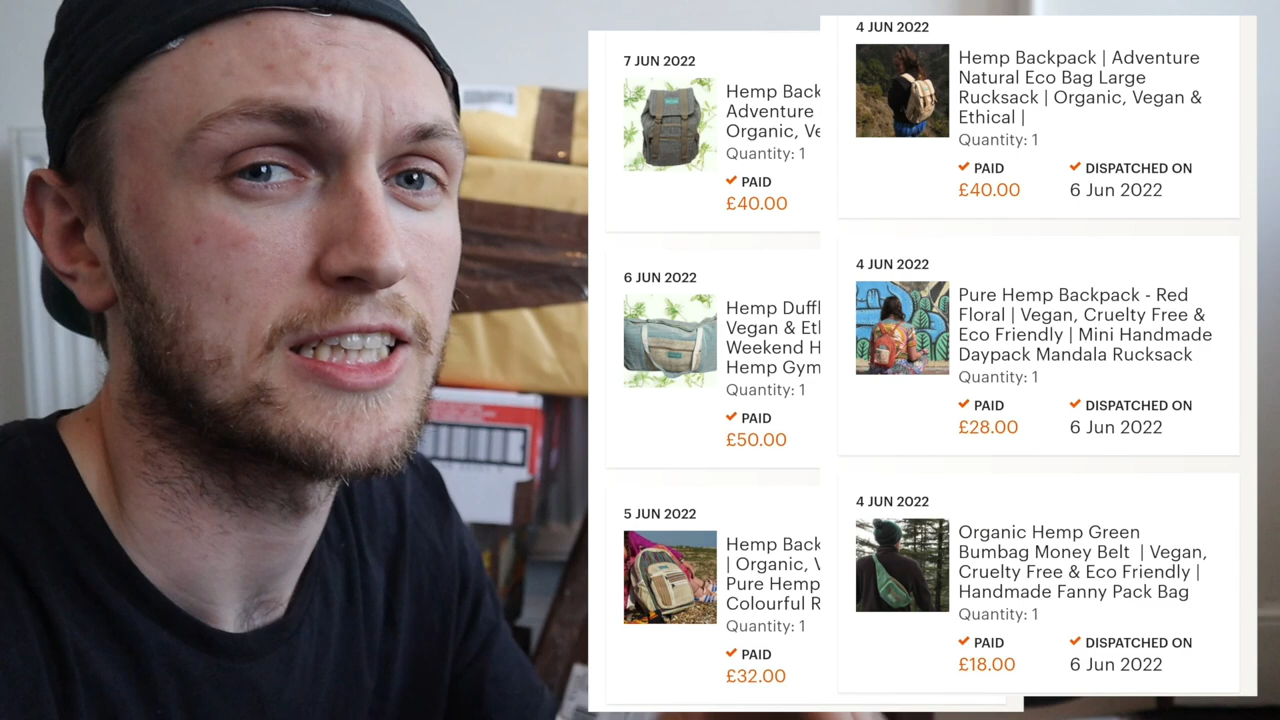 7 JUN 2022
Hemp Back
Adventure
Organic, Ve
Quantity: 1
PAID
£40.00
6 JUN 2022
Hemp Duffl
Vegan & Eth
Weekend H
Hemp Gym
Quantity: 1
PAID
£50.00
5 JUN 2022
Hemp Back
| Organic, V
Pure Hemp
Colourful R
Quantity: 1
PAID
£32.00
4 JUN 2022
Hemp Backpack | Adventure
Natural Eco Bag Large
Rucksack | Organic, Vegan &
Ethical |
Quantity: 1
PAID DISPATCHED ON
£40.00 6 Jun 2022
4 JUN 2022
Pure Hemp Backpack - Red
Floral | Vegan, Cruelty Free &
Eco Friendly | Mini Handmade
Daypack Mandala Rucksack
Quantity: 1
PAID DISPATCHED ON
£28.00 6 Jun 2022
4 JUN 2022
Organic Hemp Green
Bumbag Money Belt | Vegan,
Cruelty Free & Eco Friendly |
Handmade Fanny Pack Bag
Quantity: 1
PAID DISPATCHED ON
£18.00 6 Jun 2022